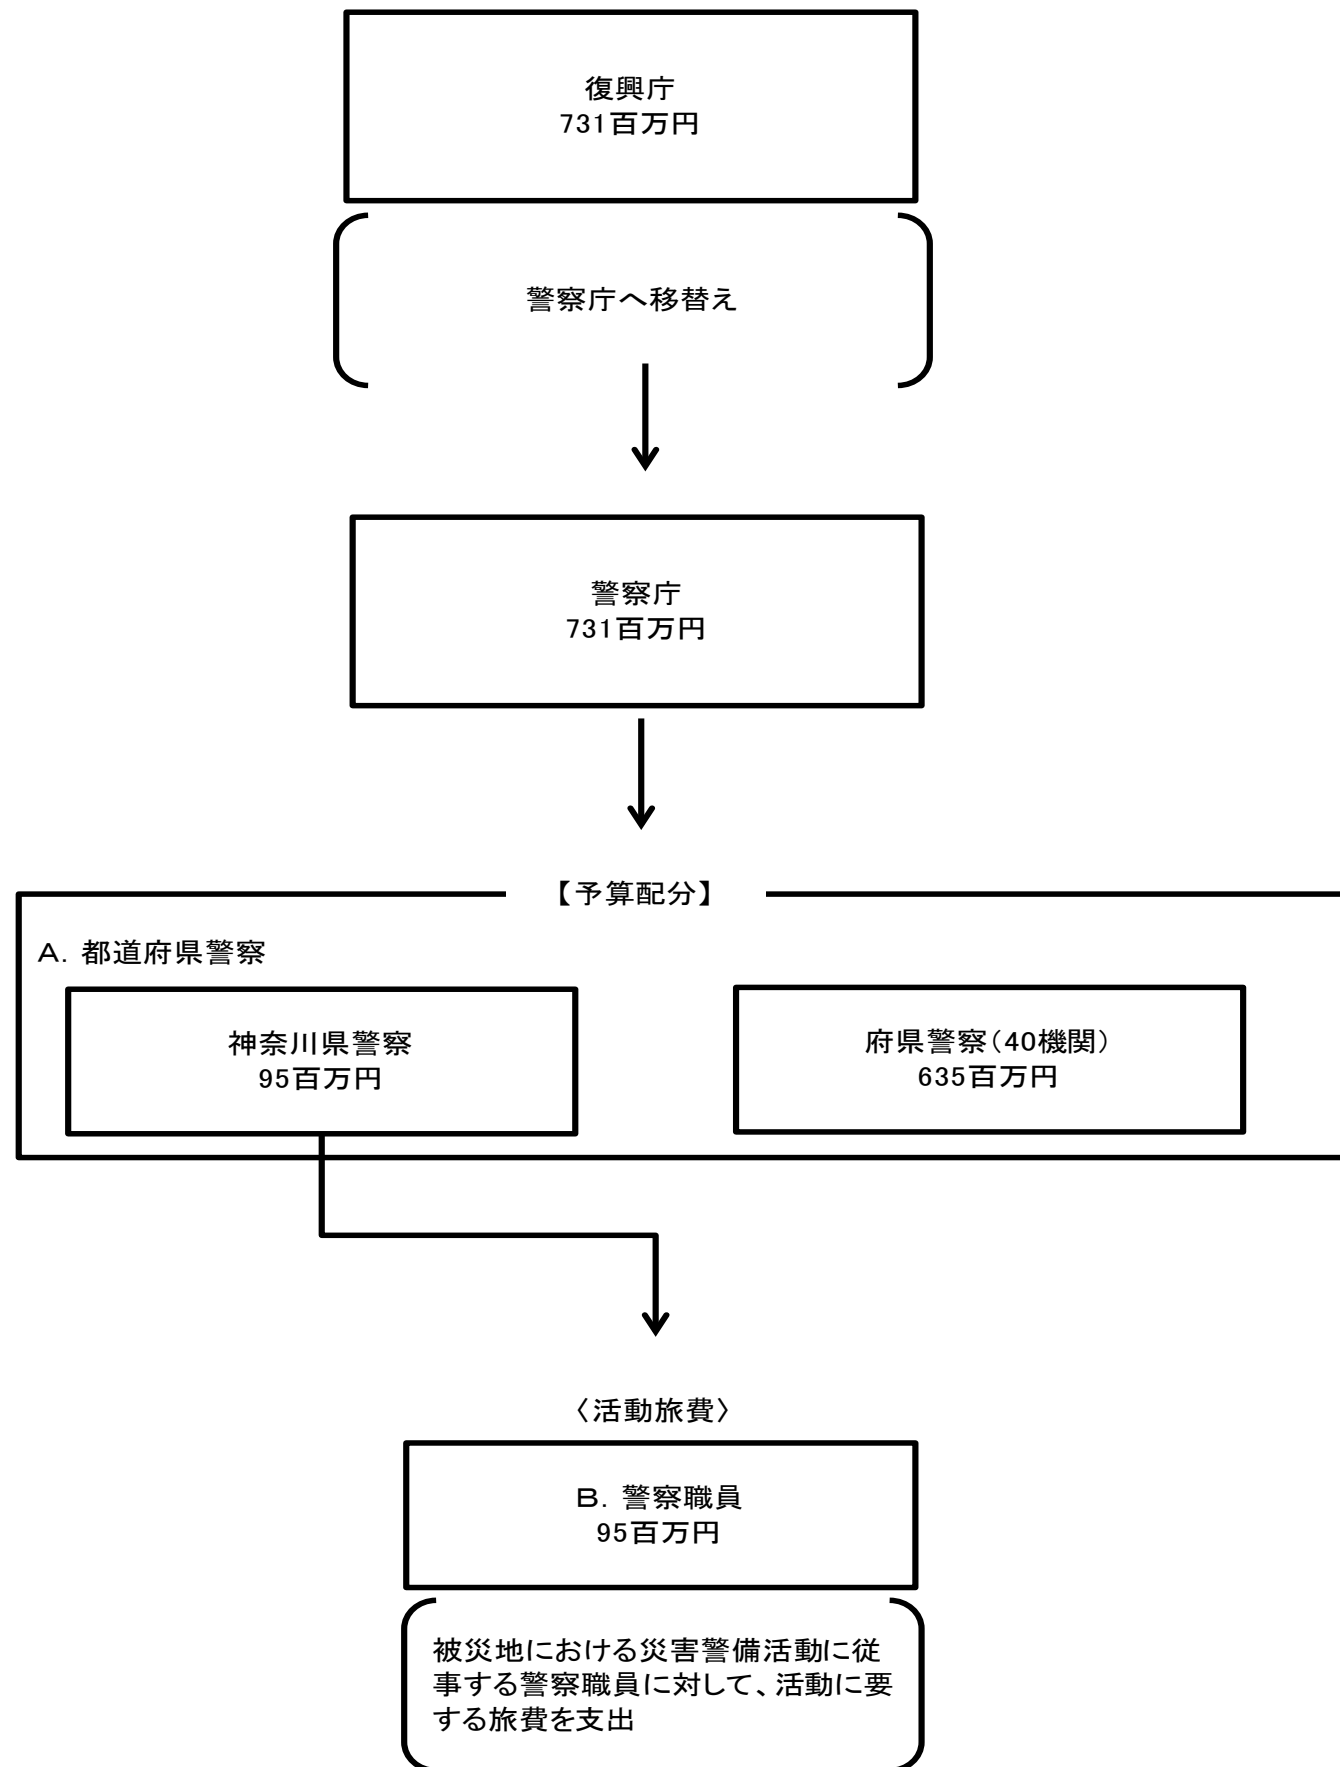 復興庁
731百万円
警察庁へ移替え
警察庁
731百万円
【予算配分】
A. 都道府県警察
神奈川県警察
95百万円
府県警察(40機関)
635百万円
〈活動旅費〉
B. 警察職員
95百万円
被災地における災害警備活動に従
事する警察職員に対して、活動に要
する旅費を支出